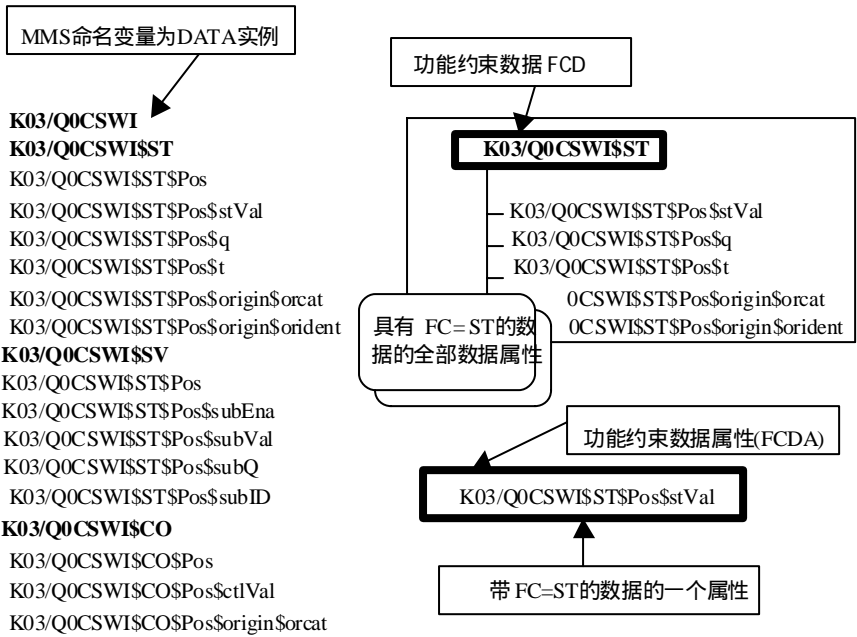 MMS命名变量为DATA实例
K03/Q0CSWI
K03/Q0CSWI$ST
K03/Q0CSWI$ST$Pos
K03/Q0CSWI$ST$Pos$stVal
K03/Q0CSWI$ST$Pos$q
K03/Q0CSWI$ST$Pos$t
K03/Q0CSWI$ST$Pos$origin$orcat
K03/Q0CSWI$ST$Pos$origin$orident
K03/Q0CSWI$SV
K03/Q0CSWI$ST$Pos
K03/Q0CSWI$ST$Pos$subEna
K03/Q0CSWI$ST$Pos$subVal
K03/Q0CSWI$ST$Pos$subQ
K03/Q0CSWI$ST$Pos$subID
K03/Q0CSWI$CO
K03/Q0CSWI$CO$Pos
K03/Q0CSWI$CO$Pos$ctlVal
K03/Q0CSWI$CO$Pos$origin$orcat
功能约束数据 FCD
K03/Q0CSWI$ST
K03/Q0CSWI$ST$Pos$stVal
K03/Q0CSWI$ST$Pos$q
K03/Q0CSWI$ST$Pos$t
0CSWI$ST$Pos$origin$orcat
0CSWI$ST$Pos$origin$orident
具有 FC=ST的数
据的全部数据属性
功能约束数据属性(FCDA)
K03/Q0CSWI$ST$Pos$stVal
带 FC=ST的数据的一个属性